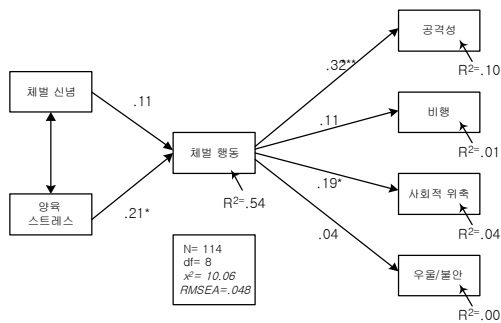 공격성
.32**
R²=.10
체벌 신념
.11
.11
비행
R²=.01
체벌 행동
.19*
사회적 위축
R²=.04
양육
스트레스
.21*
R²=.54
.04
우울/불안
R²=.00
N= 114
df= 8
x²= 10.06
RMSEA=.048